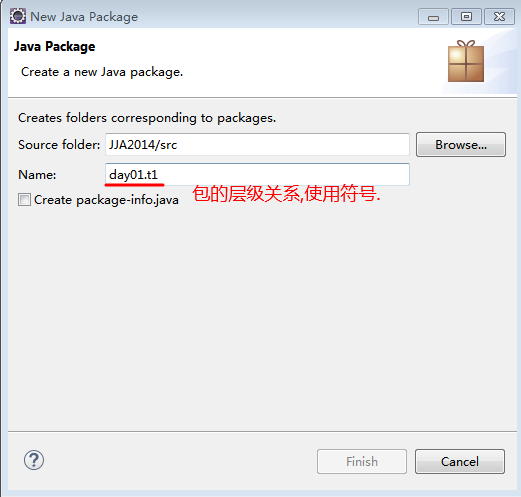 New Java Package
Java Package
Create a new Java package.
Creates folders corresponding to packages.
Source folder: JJA2014/src Browse...
Name: day01.t1
Create package-info.java
包的层级关系,使用符号.
? Finish Cancel